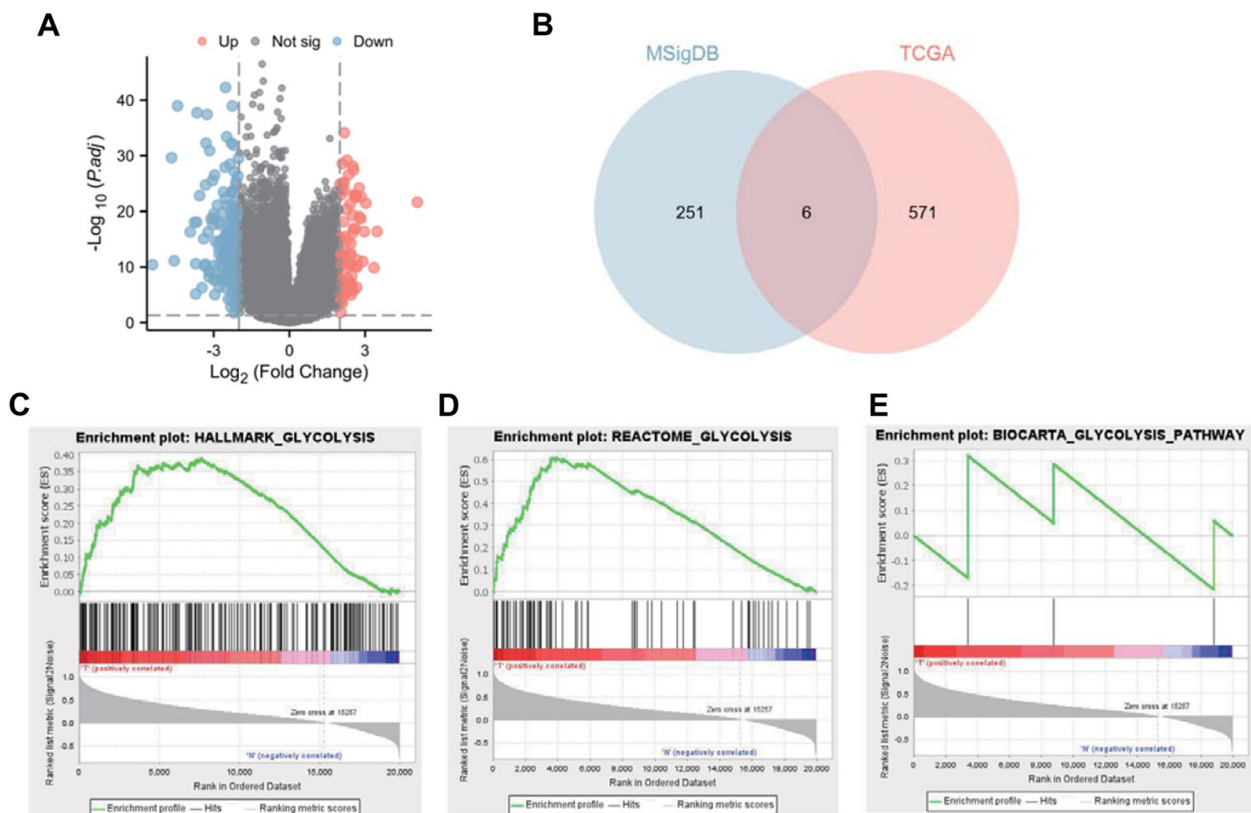 A
Up Not sig Down
-Log 10 (P.adj)
40
30
20
10
0
-3 0 3
Log2 (Fold Change)
B
MSigDB TCGA
251 6 571
C
Enrichment plot: HALLMARK_GLYCOLYSIS
Enrichment score (ES)
0.40
0.35
0.30
0.25
0.20
0.15
0.10
0.05
0.00
'T' (positively correlated)
Ranked list metric (Signal2Noise)
1.0
0.5
0.0
-0.5
Zero cross at 15257
'N' (negatively correlated)
0 5,000 10,000 15,000 20,000
Rank in Ordered Dataset
Enrichment profile Hits Ranking metric scores
D
Enrichment plot: REACTOME_GLYCOLYSIS
Enrichment score (ES)
0.6
0.5
0.4
0.3
0.2
0.1
0.0
'T' (positively correlated)
Ranked list metric (Signal2Noise)
1.0
0.5
0.0
-0.5
Zero cross at 15257
'N' (negatively correlated)
0 2,000 4,000 6,000 8,000 10,000 12,000 14,000 16,000 18,000 20,000
Rank in Ordered Dataset
Enrichment profile Hits Ranking metric scores
E
Enrichment plot: BIOCARTA_GLYCOLYSIS_PATHWAY
Enrichment score (ES)
0.3
0.2
0.1
0.0
-0.1
-0.2
'T' (positively correlated)
Ranked list metric (Signal2Noise)
1.0
0.5
0.0
-0.5
Zero cross at 15257
'N' (negatively correlated)
0 2,000 4,000 6,000 8,000 10,000 12,000 14,000 16,000 18,000 20,000
Rank in Ordered Dataset
Enrichment profile Hits Ranking metric scores